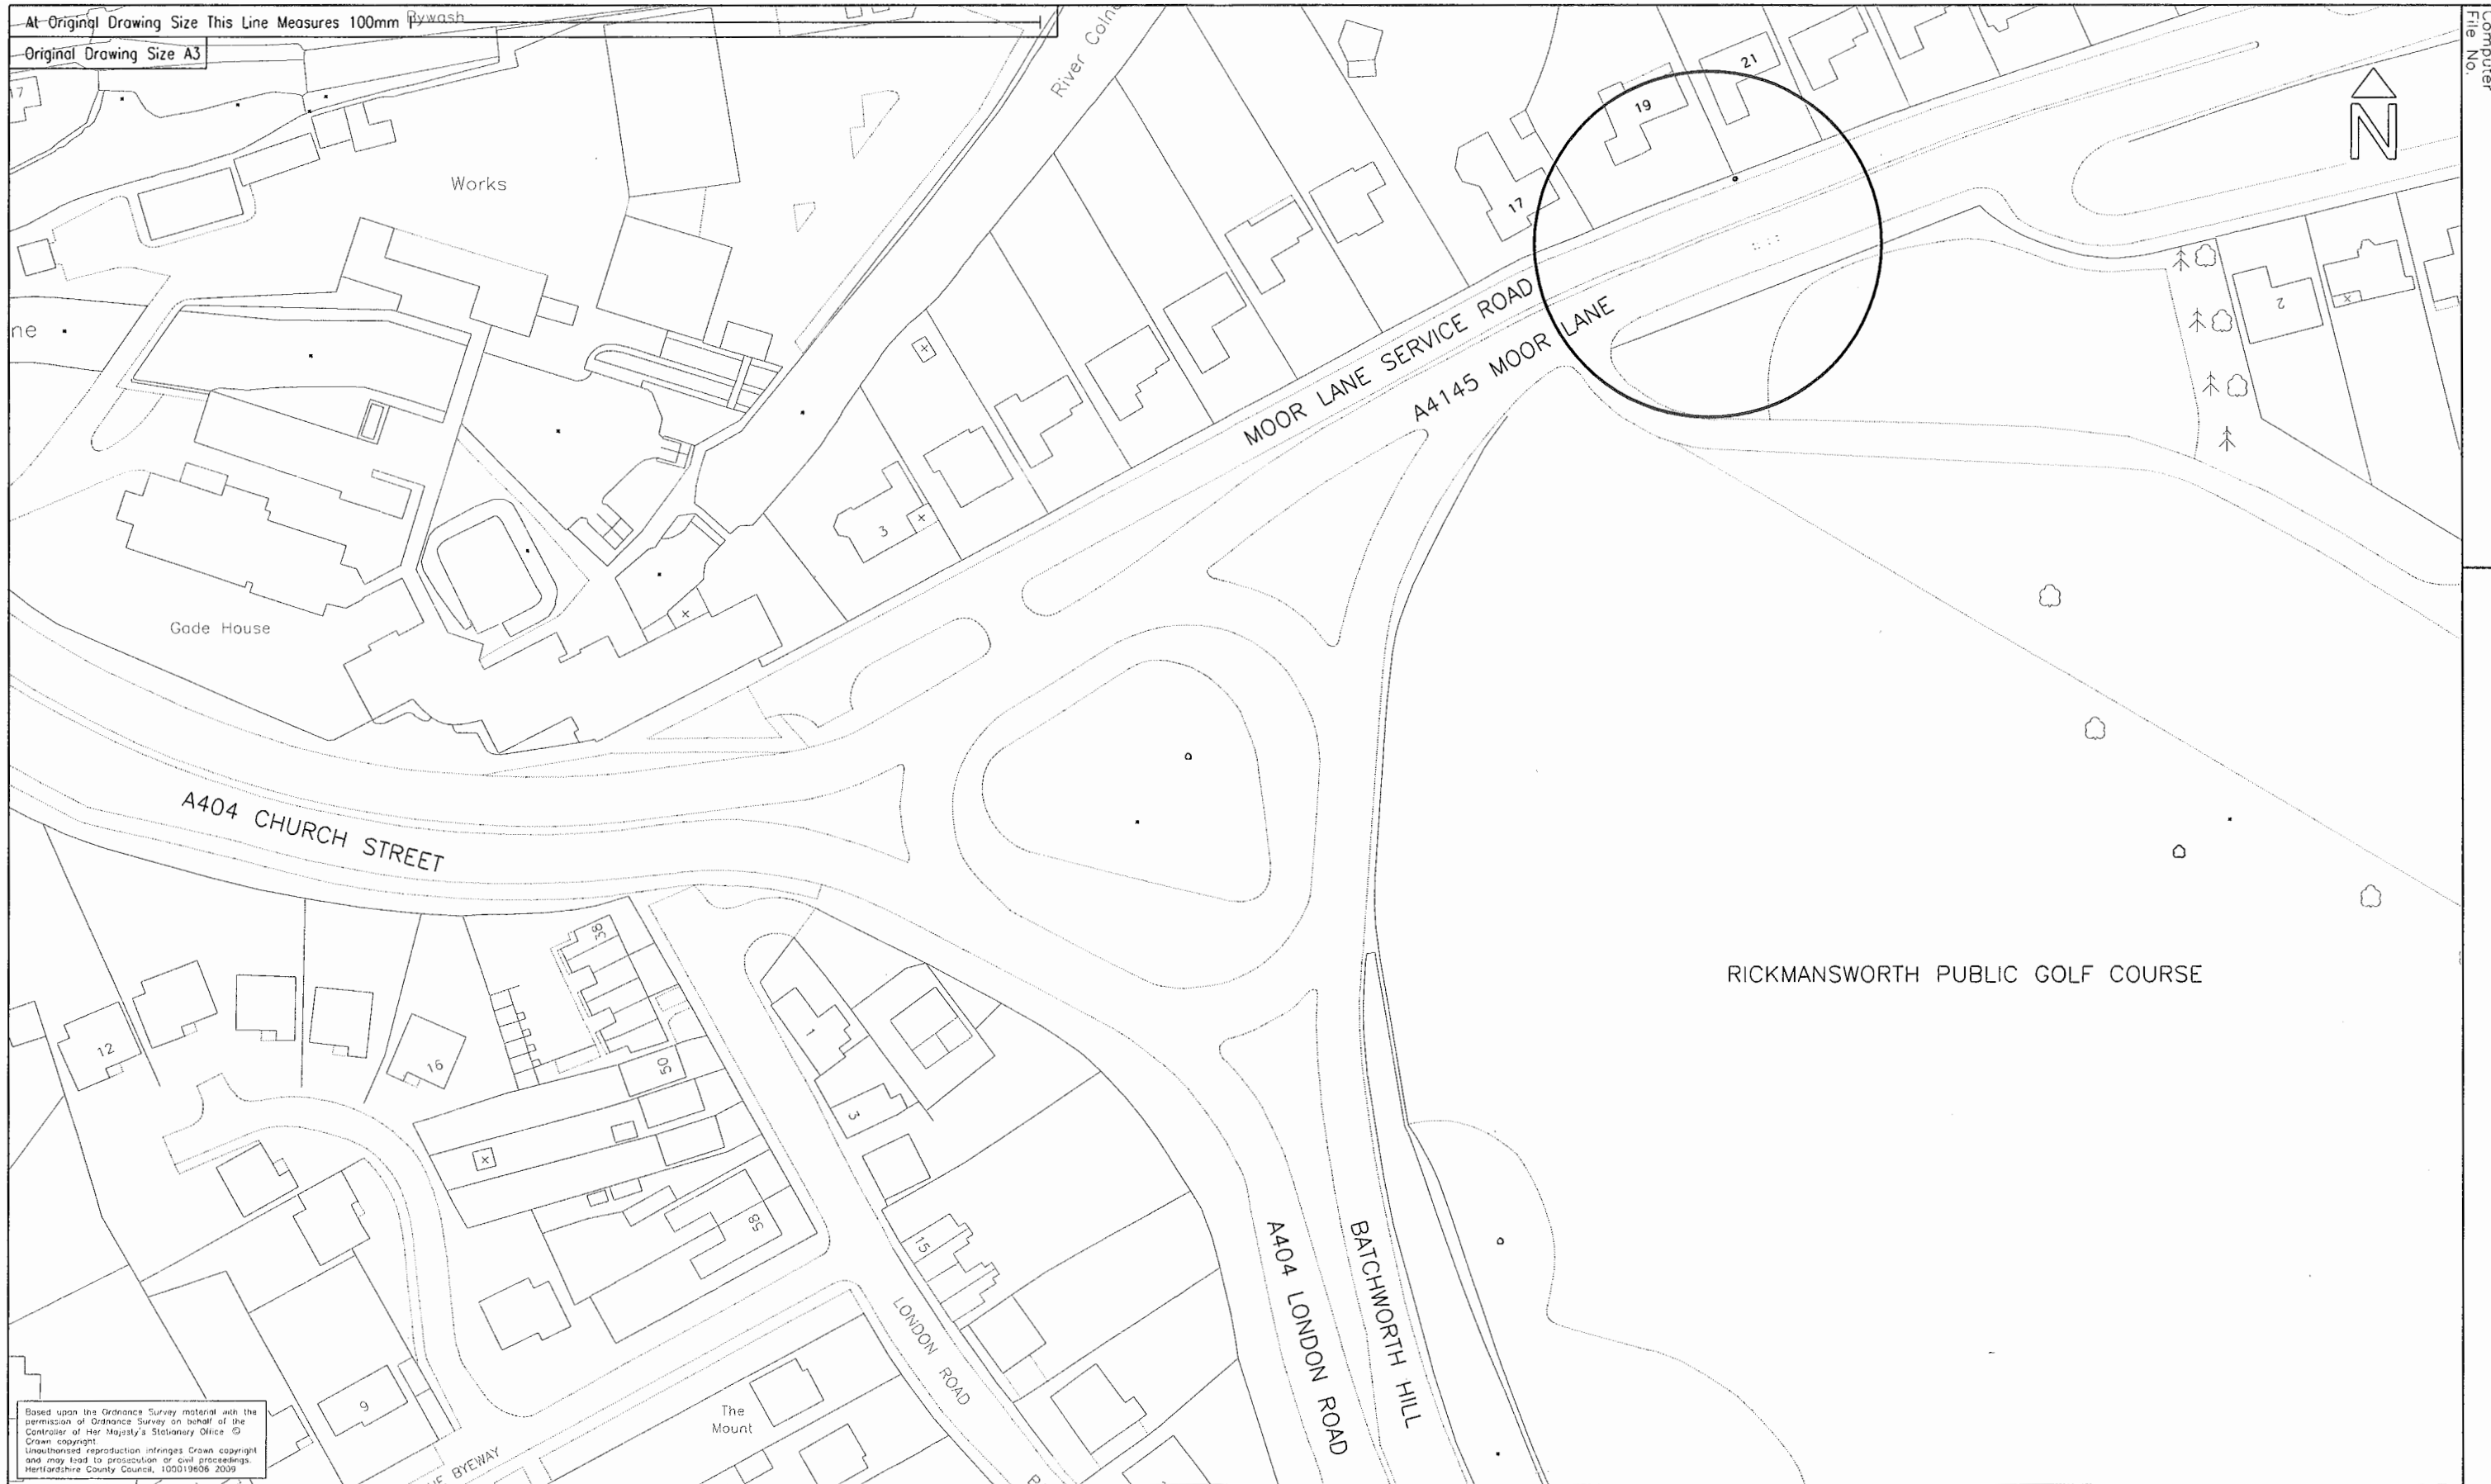 At Original Drawing Size This Line Measures 100mm
Bywash
Original Drawing Size A3
Computer
File No.
N
River Colne
21
19
17
17
Works
ne
2
MOOR LANE SERVICE ROAD
A4145 MOOR LANE
3
Gade House
A404 CHURCH STREET
RICKMANSWORTH PUBLIC GOLF COURSE
38
12
16
50
1
3
58
15
A404 LONDON ROAD
BATCHWORTH HILL
LONDON ROAD
9
The
Mount
BYEWAY
Based upon the Ordnance Survey material with the
permission of Ordnance Survey on behalf of the
Controller of Her Majesty's Stationery Office ©
Crown copyright.
Unauthorised reproduction infringes Crown copyright
and may lead to prosecution or civil proceedings.
Hertfordshire County Council, 100019606 2009